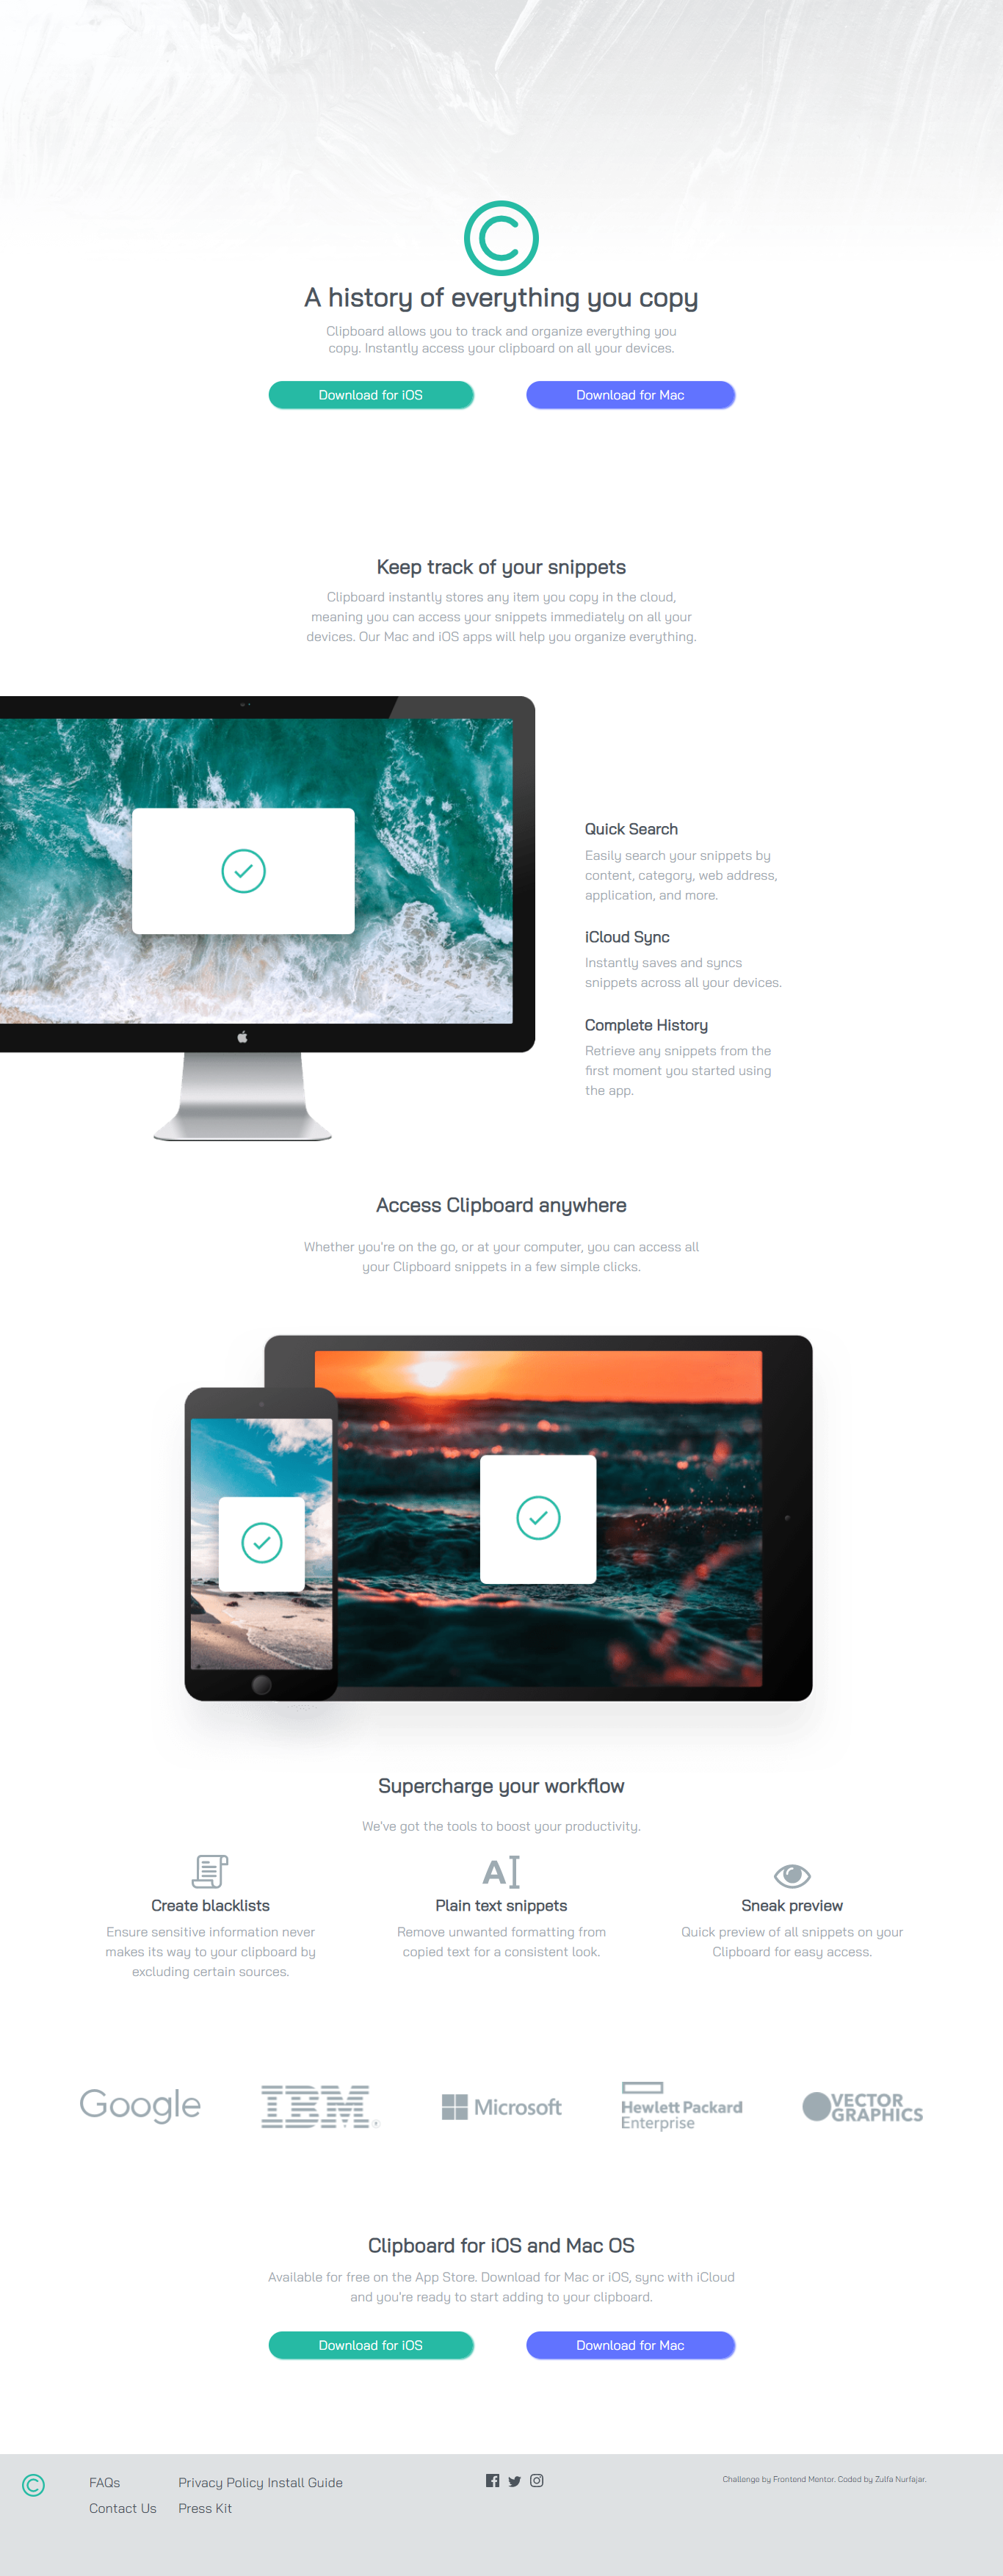 A history of everything you copy
Clipboard allows you to track and organize everything you
copy. Instantly access your clipboard on all your devices.
Download for iOS
Download for Mac
Keep track of your snippets
Clipboard instantly stores any item you copy in the cloud,
meaning you can access your snippets immediately on all your
devices. Our Mac and iOS apps will help you organize everything.
Quick Search
Easily search your snippets by
content, category, web address,
application, and more.
iCloud Sync
Instantly saves and syncs
snippets across all your devices.
Complete History
Retrieve any snippets from the
first moment you started using
the app.
Access Clipboard anywhere
Whether you're on the go, or at your computer, you can access all
your Clipboard snippets in a few simple clicks.
Supercharge your workflow
We've got the tools to boost your productivity.
Create blacklists
Ensure sensitive information never
makes its way to your clipboard by
excluding certain sources.
Plain text snippets
Remove unwanted formatting from
copied text for a consistent look.
Sneak preview
Quick preview of all snippets on your
Clipboard for easy access.
Google
IBM
Microsoft
Hewlett Packard
Enterprise
VECTOR
GRAPHICS
Clipboard for iOS and Mac OS
Available for free on the App Store. Download for Mac or iOS, sync with iCloud
and you're ready to start adding to your clipboard.
Download for iOS
Download for Mac
FAQs
Contact Us
Privacy Policy Install Guide
Press Kit
Challenge by Frontend Mentor. Coded by Zulfa Nurfajar.